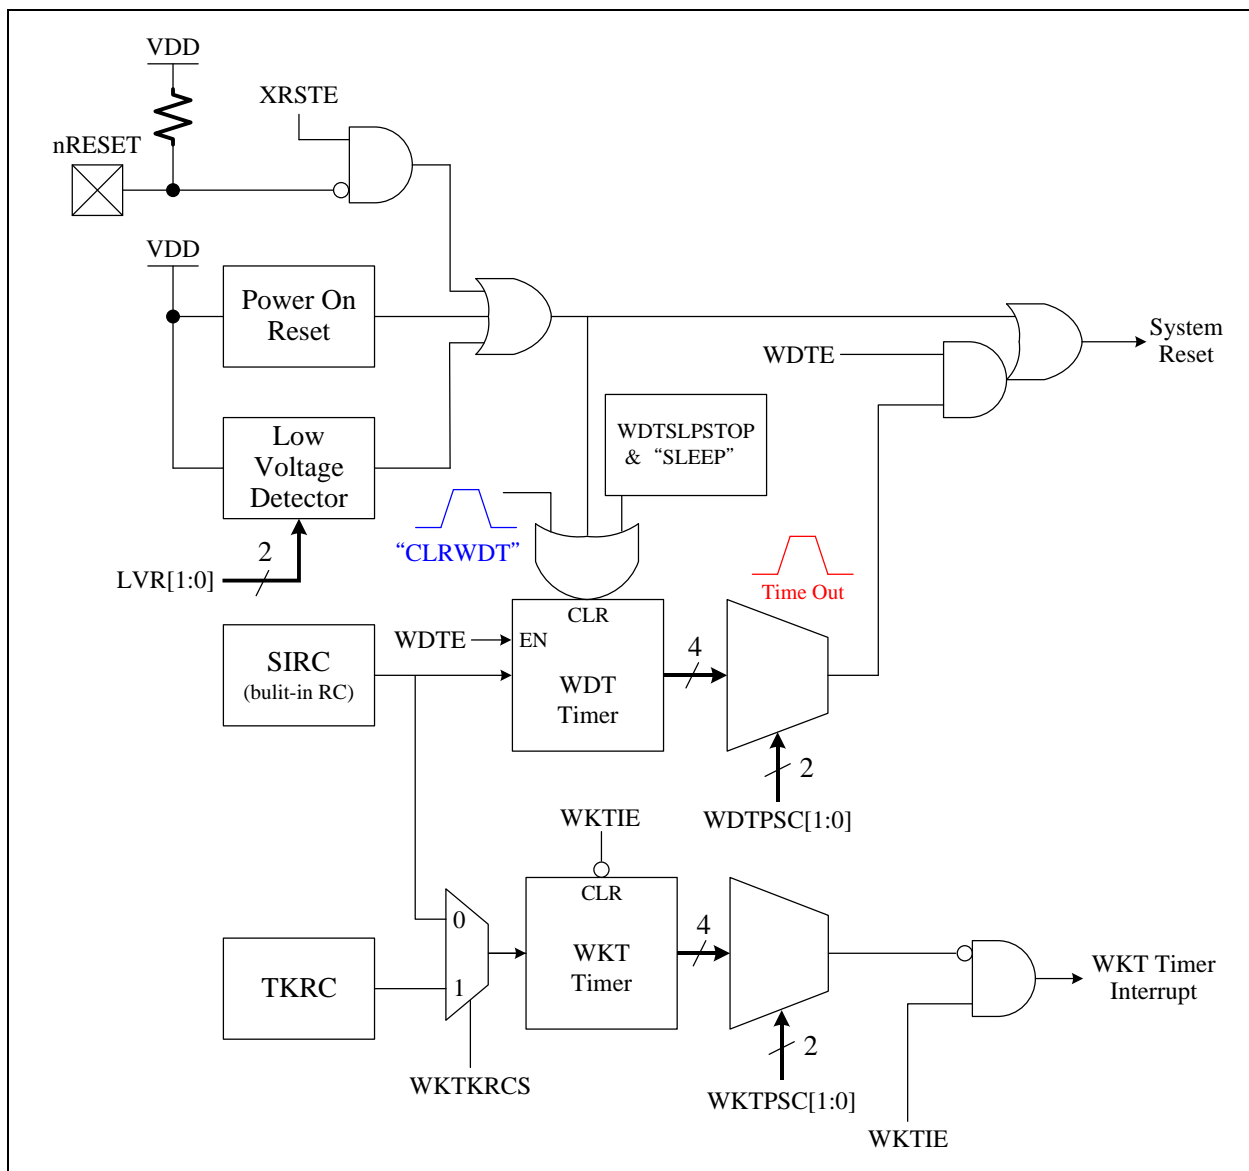 VDD
XRSTE
nRESET
VDD
Power On
Reset
System
Reset
WDTE
Low
Voltage
Detector
WDTSLPSTOP
& “SLEEP”
“CLRWDT”
2
LVR[1:0]
Time Out
CLR
WDTE
EN
SIRC
(bulit-in RC)
WDT
Timer
4
2
WDTPSC[1:0]
WKTIE
CLR
0
4
WKT
Timer
TKRC
1
WKT Timer
Interrupt
2
WKTKRCS
WKTPSC[1:0]
WKTIE